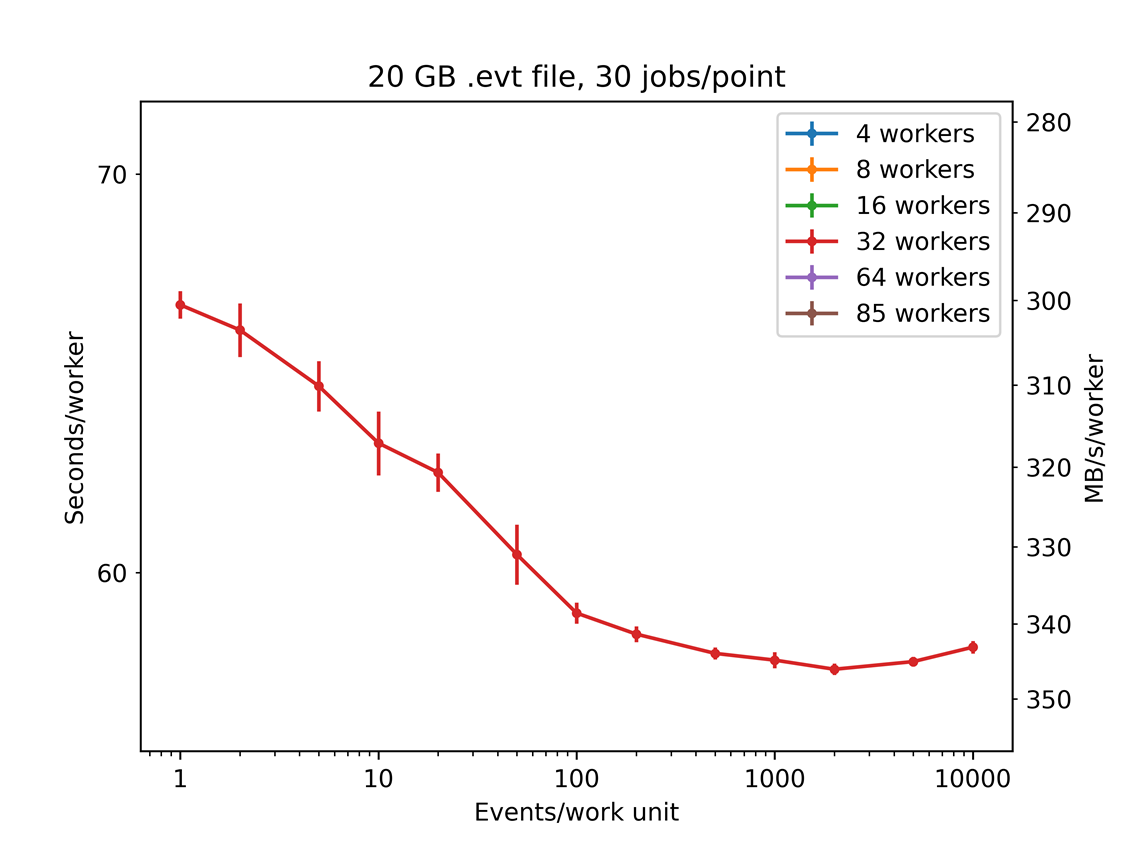 20 GB .evt file, 30 jobs/point
4 workers
8 workers
16 workers
32 workers
64 workers
85 workers
70
60
Seconds/worker
280
290
300
310
320
330
340
350
MB/s/worker
1
10
100
1000
10000
Events/work unit